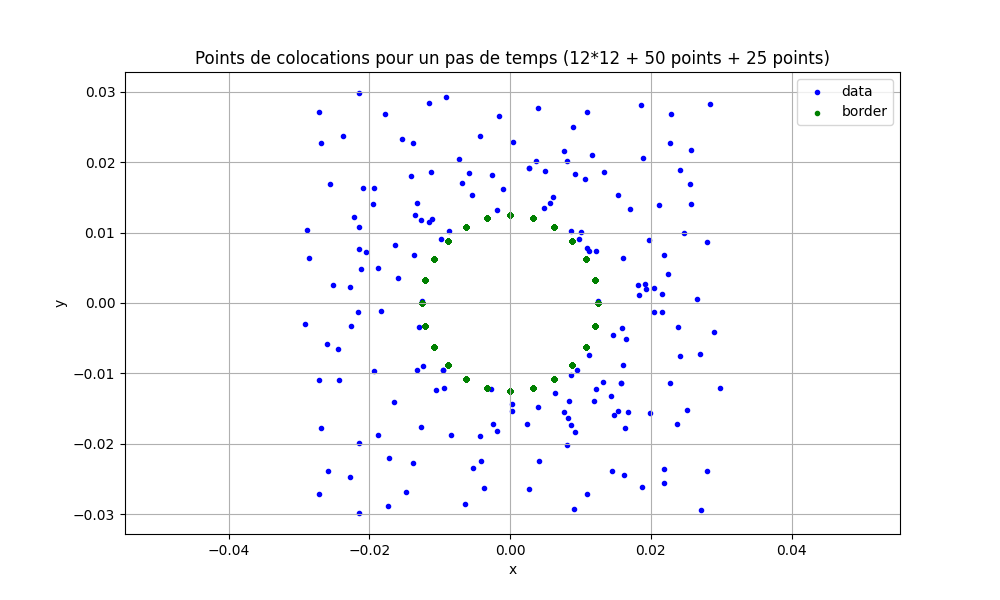 Points de colocations pour un pas de temps (12*12 + 50 points + 25 points)
data
border
0.03
0.02
0.01
0.00
−0.01
−0.02
−0.03
y
−0.04
−0.02
0.00
0.02
0.04
x